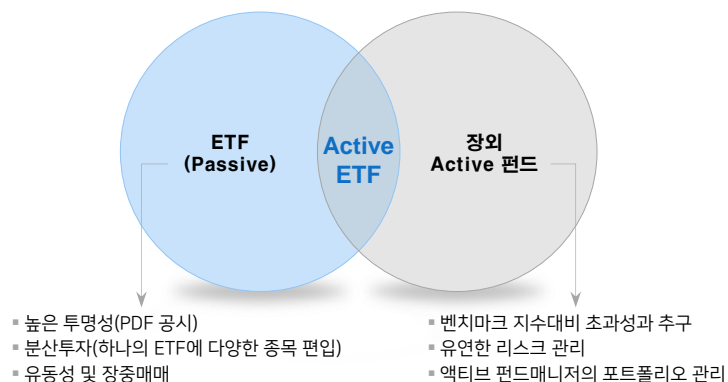 ETF
(Passive)
Active
ETF
장외
Active 펀드
▪ 높은 투명성(PDF 공시)
▪ 분산투자(하나의 ETF에 다양한 종목 편입)
▪ 유동성 및 장중매매
▪ 벤치마크 지수대비 초과성과 추구
▪ 유연한 리스크 관리
▪ 액티브 펀드매니저의 포트폴리오 관리